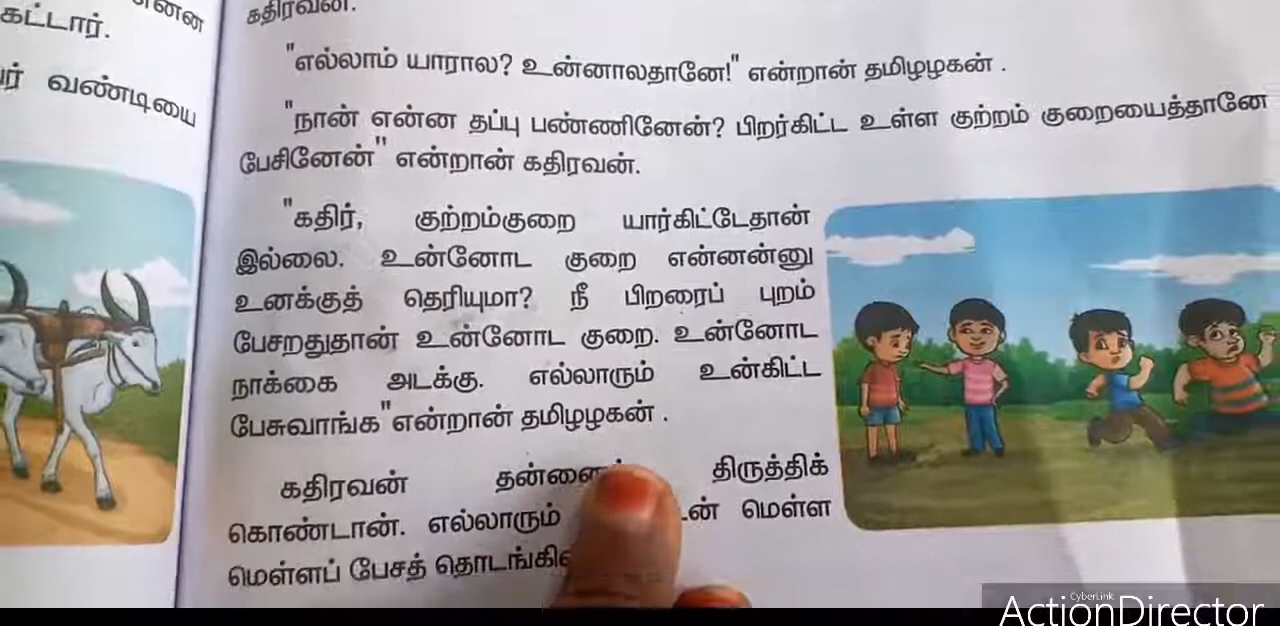 கட்டார்.
வண்டியை
கதிரவன்.
"எல்லாம் யாரால? உன்னாலதானே!" என்றான் தமிழழகன் .
"நான் என்ன தப்பு பண்ணினேன்? பிறர்கிட்ட உள்ள குற்றம் குறையைத்தானே
பேசினேன்" என்றான் கதிரவன்.
"கதிர், குற்றம்குறை யார்கிட்டேதான்
இல்லை. உன்னோட குறை என்னன்னு
உனக்குத் தெரியுமா? நீ பிறரைப் புறம்
பேசறதுதான் உன்னோட குறை. உன்னோட
நாக்கை அடக்கு. எல்லாரும் உன்கிட்ட
பேசுவாங்க"என்றான் தமிழழகன் .
கதிரவன் திருத்திக்
கொண்டான். எல்லாரும் மெள்ள
மெள்ளப் பேசத்
CyberLink
ActionDirector